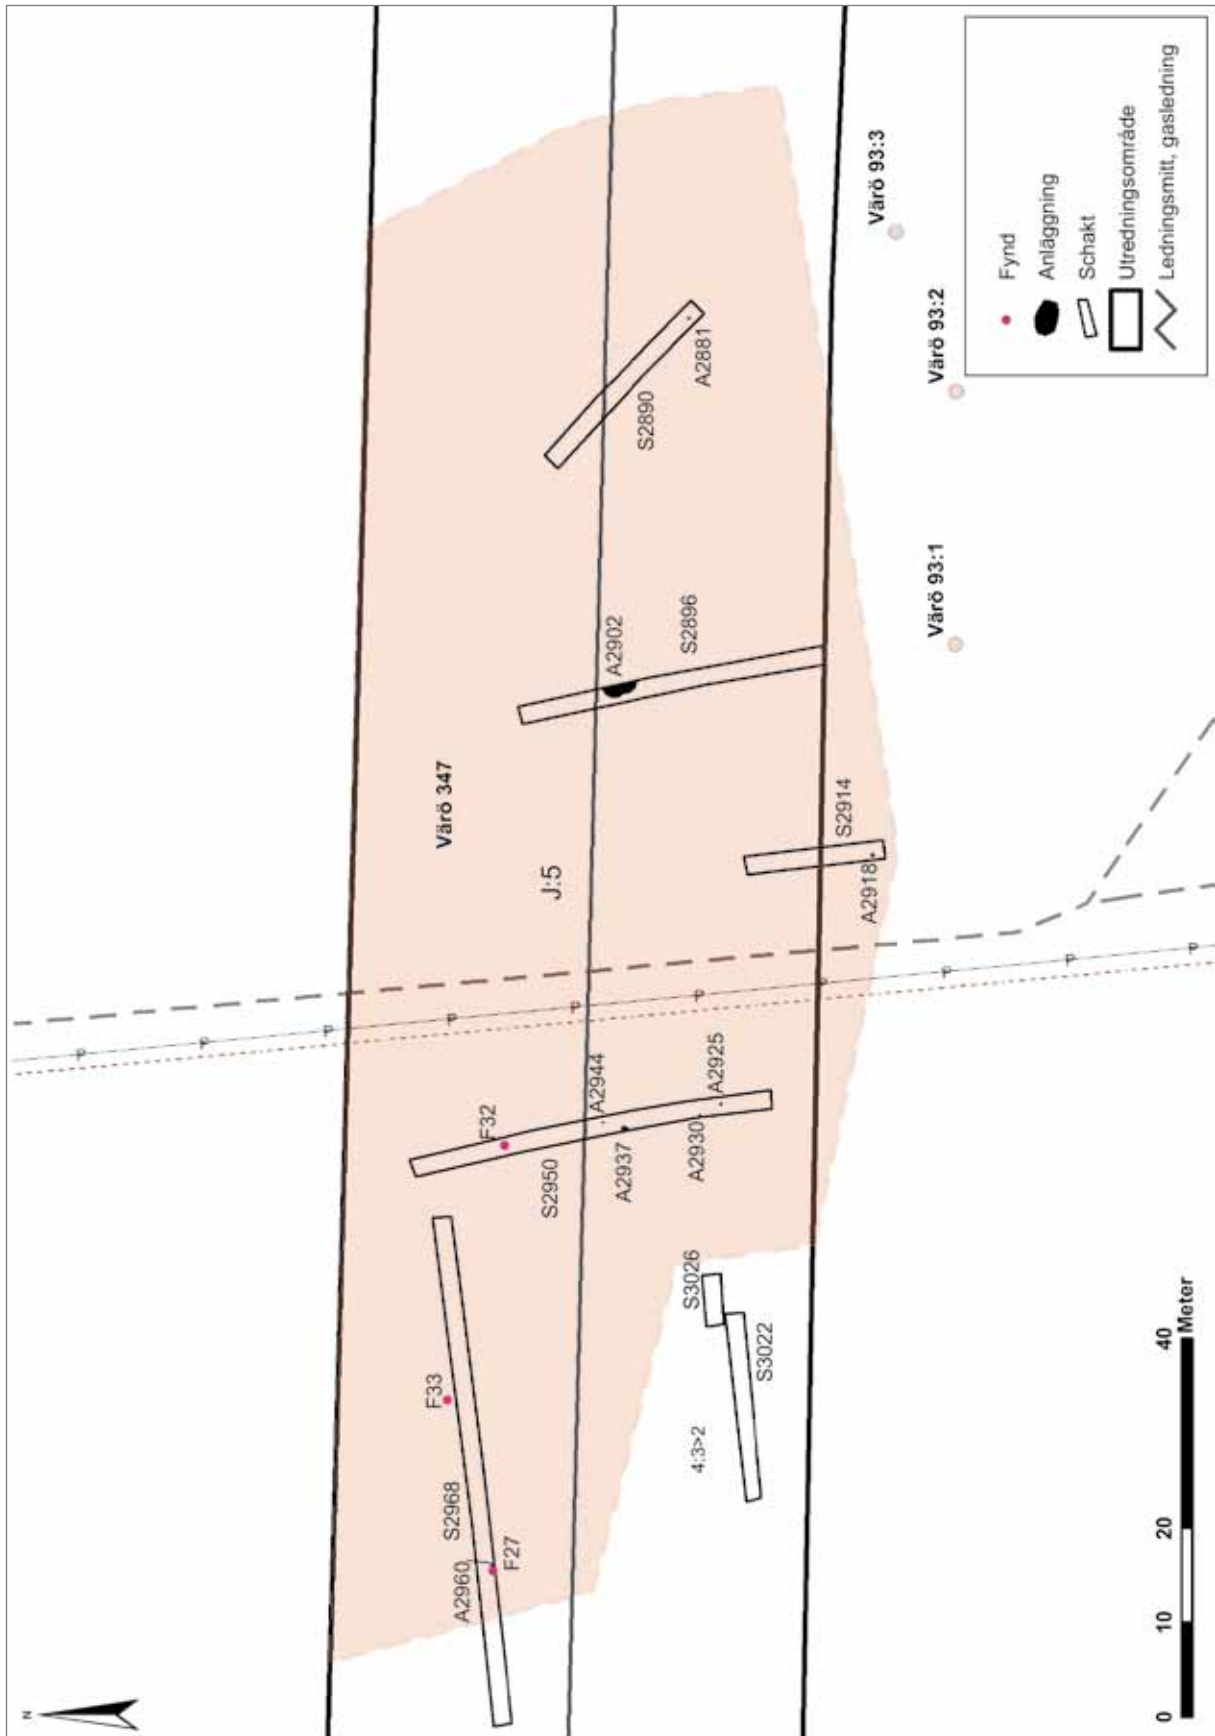 N
Värö 347
J:5
A2960
S2968
F27
F33
S2950
F32
A2937
A2944
A2930
A2925
S3026
S3022
4:3>2
A2918
S2914
A2902
S2896
S2890
A2881
Värö 93:1
Värö 93:2
Värö 93:3
P
P
P
P
P
P
P
P
P
P
Fynd
Anläggning
Schakt
Utredningsområde
Ledningsmitt, gasledning
0 10 20 40
Meter